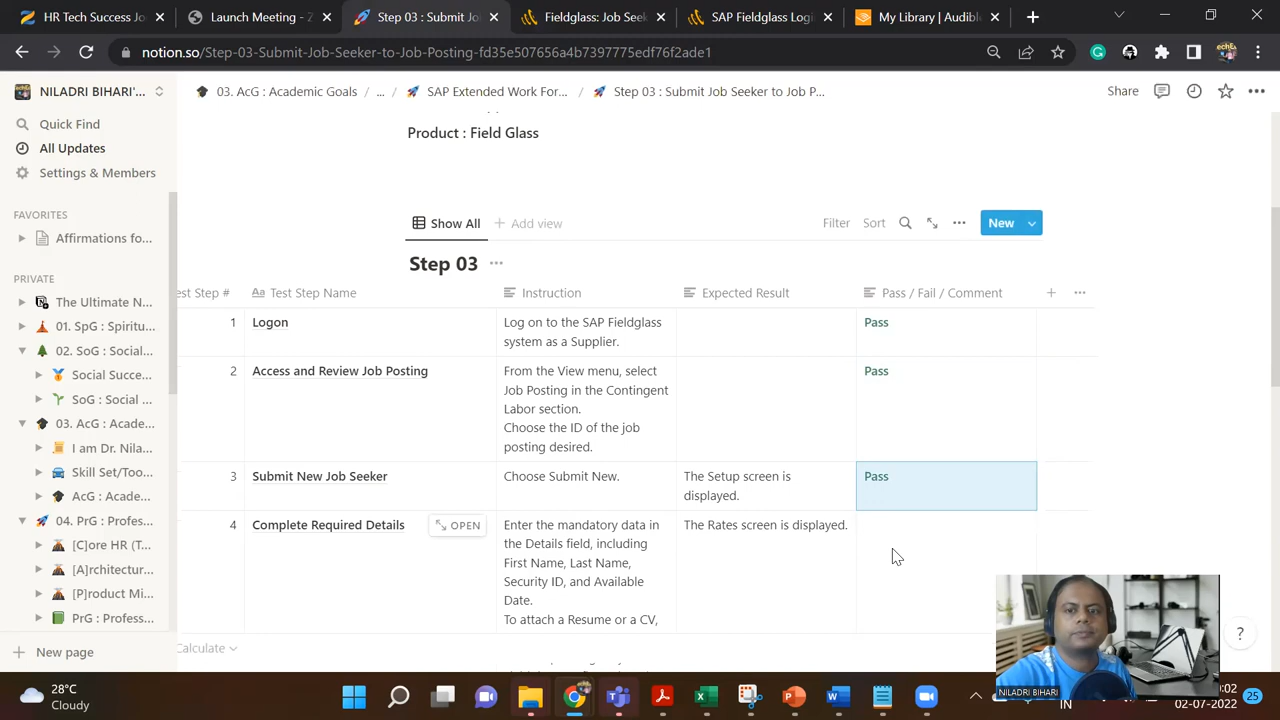 HR Tech Success Jo
Launch Meeting - Z
Step 03 : Submit Jo
Fieldglass: Job Seek
SAP Fieldglass Logi
My Library | Audibl
notion.so/Step-03-Submit-Job-Seeker-to-Job-Posting-fd35e507656a4b7397775edf76f2ade1
NILADRI BIHARI'...
03. AcG : Academic Goals / ... / SAP Extended Work For... / Step 03 : Submit Job Seeker to Job P...
Share
Quick Find
All Updates
Settings & Members
FAVORITES
Affirmations fo...
PRIVATE
The Ultimate N...
01. SpG : Spiritu...
02. SoG : Social...
Social Succe...
SoG : Social ...
03. AcG : Acade...
I am Dr. Nila...
Skill Set/Too...
AcG : Acade...
04. PrG : Profes...
[C]ore HR (T...
[A]rchitectur...
[P]roduct Mi...
PrG : Profess...
New page
Product : Field Glass
Show All
Add view
Filter
Sort
New
Step 03
est Step #
Aa Test Step Name
Instruction
Expected Result
Pass / Fail / Comment
1
Logon
Log on to the SAP Fieldglass
system as a Supplier.
Pass
2
Access and Review Job Posting
From the View menu, select
Job Posting in the Contingent
Labor section.
Choose the ID of the job
posting desired.
Pass
3
Submit New Job Seeker
Choose Submit New.
The Setup screen is
displayed.
Pass
4
Complete Required Details
OPEN
Enter the mandatory data in
the Details field, including
First Name, Last Name,
Security ID, and Available
Date.
To attach a Resume or a CV,
The Rates screen is displayed.
Calculate
?
NILADRI BIHARI
28°C
Cloudy
IN
0:02
02-07-2022
25